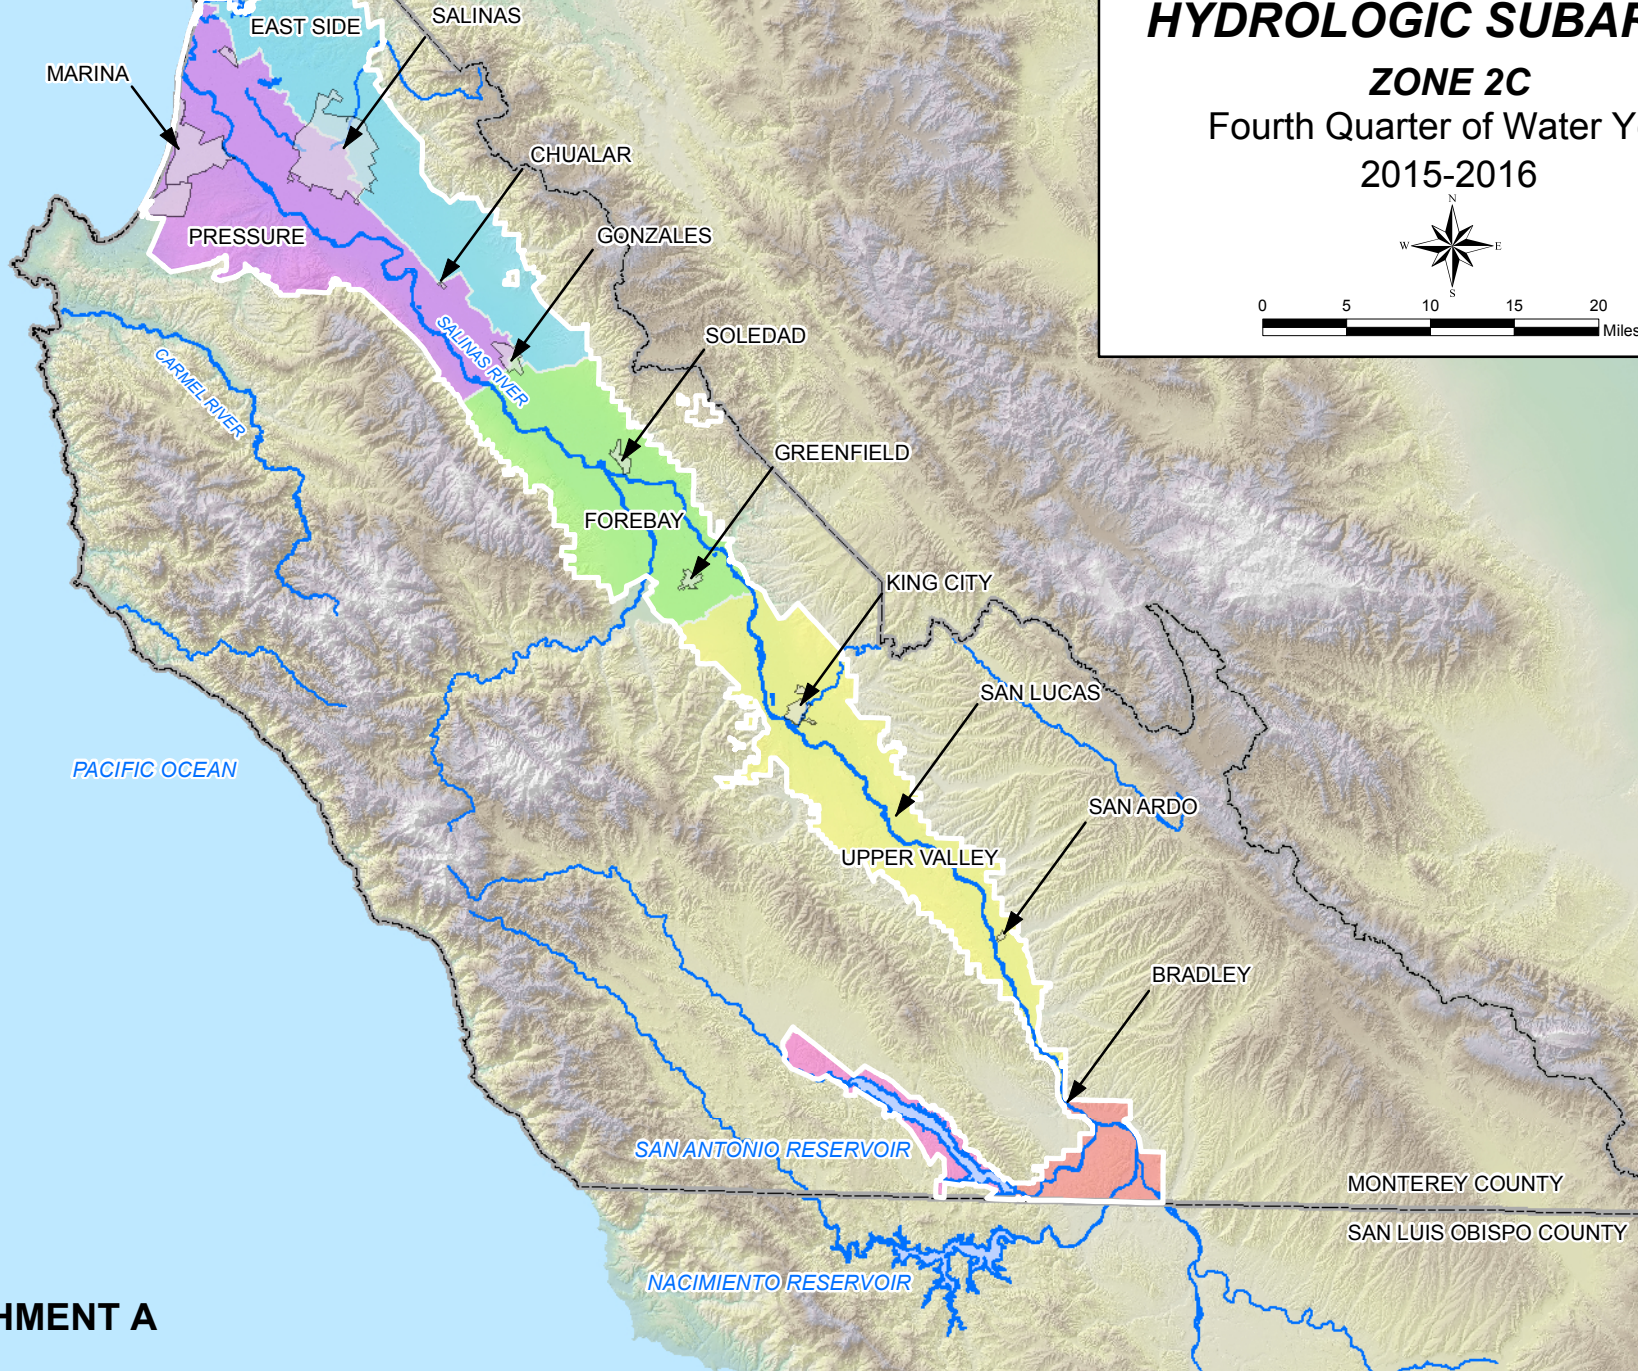 HYDROLOGIC SUBAR
ZONE 2C
Fourth Quarter of Water Y
2015-2016
N
W E
S
0 5 10 15 20
Miles
SALINAS
EAST SIDE
MARINA
CHUALAR
PRESSURE
GONZALES
SALINAS RIVER
SOLEDAD
CARMEL RIVER
GREENFIELD
FOREBAY
KING CITY
SAN LUCAS
PACIFIC OCEAN
SAN ARDO
UPPER VALLEY
BRADLEY
SAN ANTONIO RESERVOIR
MONTEREY COUNTY
SAN LUIS OBISPO COUNTY
NACIMIENTO RESERVOIR
HMENT A